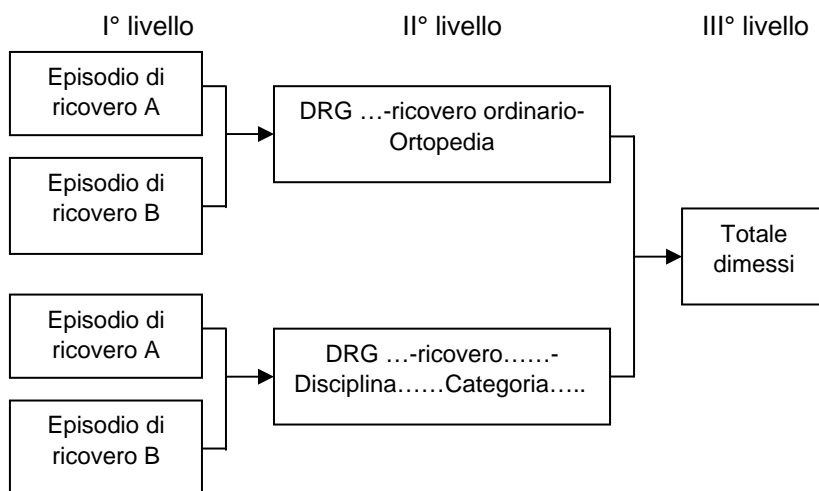 I° livello
II° livello
III° livello
Episodio di
ricovero A
Episodio di
ricovero B
DRG …-ricovero ordinario-
Ortopedia
Episodio di
ricovero A
Episodio di
ricovero B
DRG …-ricovero……-
Disciplina……Categoria…..
Totale
dimessi